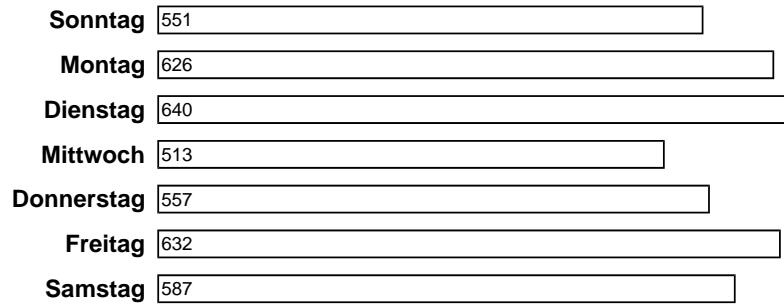 Sonntag 551
Montag 626
Dienstag 640
Mittwoch 513
Donnerstag 557
Freitag 632
Samstag 587